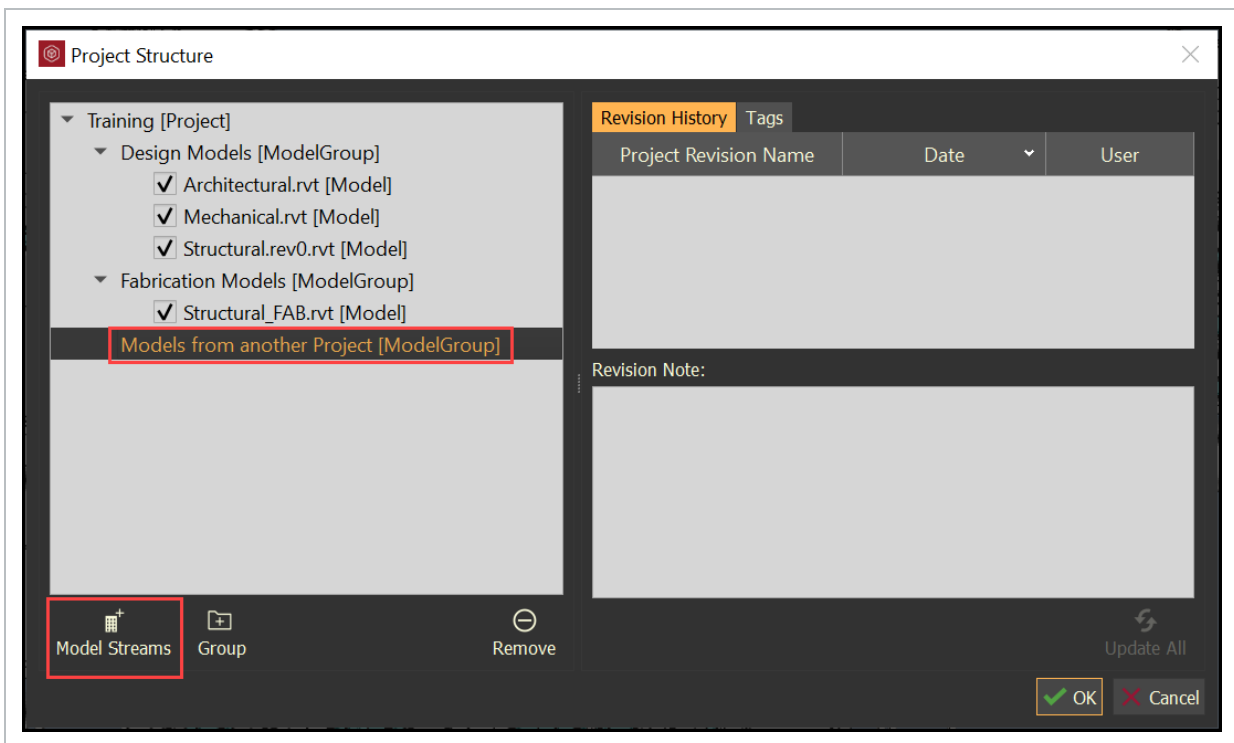 Project Structure
Training [Project]
Design Models [ModelGroup]
Architectural.rvt [Model]
Mechanical.rvt [Model]
Structural.rev0.rvt [Model]
Fabrication Models [ModelGroup]
Structural_FAB.rvt [Model]
Models from another Project [ModelGroup]
Model Streams
Group
Remove
Revision History
Tags
Project Revision Name
Date
User
Revision Note:
Update All
OK
Cancel